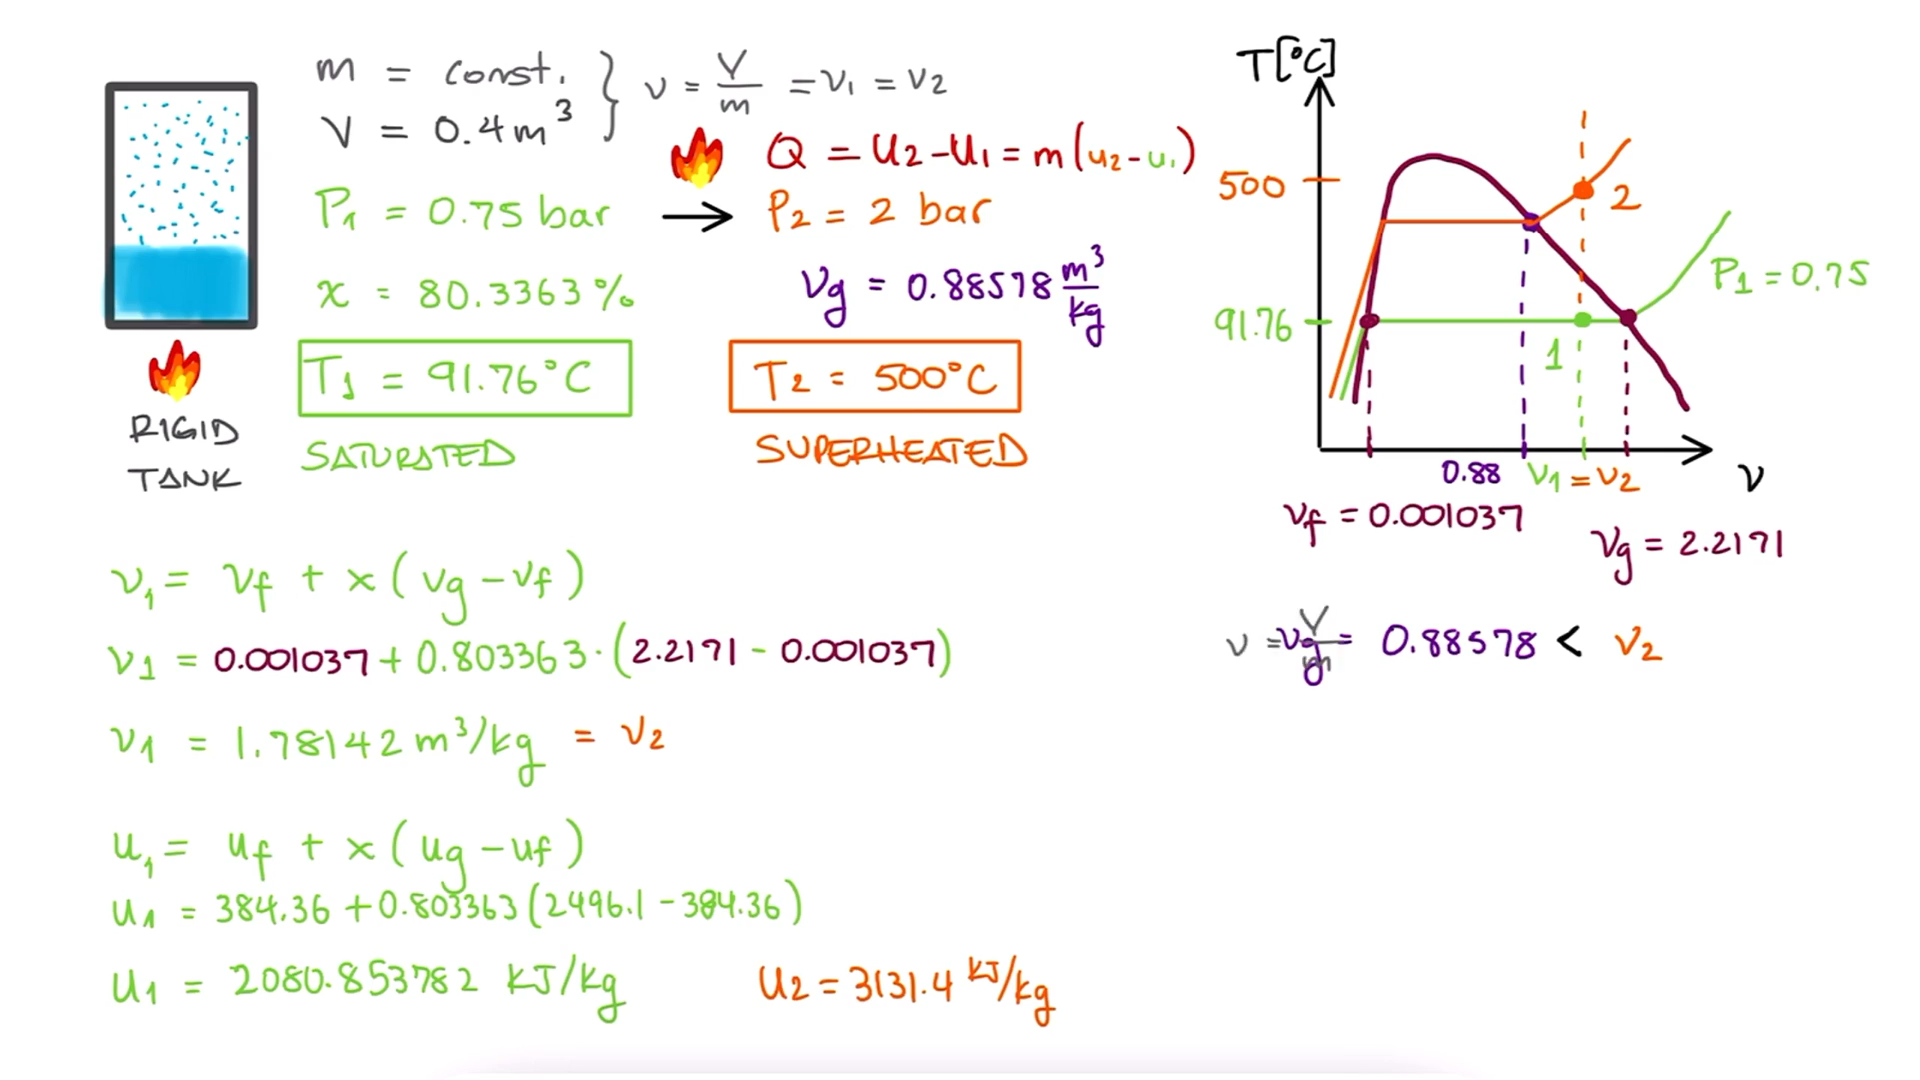 m = const.
V = 0.4 m³
} v = V/m = v₁ = v₂
Q = U₂ - U₁ = m(u₂ - u₁)
P₁ = 0.75 bar → P₂ = 2 bar
x = 80.3363 %
vg = 0.88578 m³/kg
T₁ = 91.76°C
T₂ = 500°C
SATURATED
SUPERHEATED
RIGID
TANK
T[°C]
500
2
P₁ = 0.75
91.76
1
0.88
v₁ = v₂
v
vf = 0.001037
vg = 2.2171
v₁ = vf + x(vg - vf)
v₁ = 0.001037 + 0.803363 · (2.2171 - 0.001037)
v₁ = 1.78142 m³/kg = v₂
= 0.88578 < v₂
u₁ = uf + x(ug - uf)
u₁ = 384.36 + 0.803363(2496.1 - 384.36)
u₁ = 2080.853782 kJ/kg
u₂ = 3131.4 kJ/kg